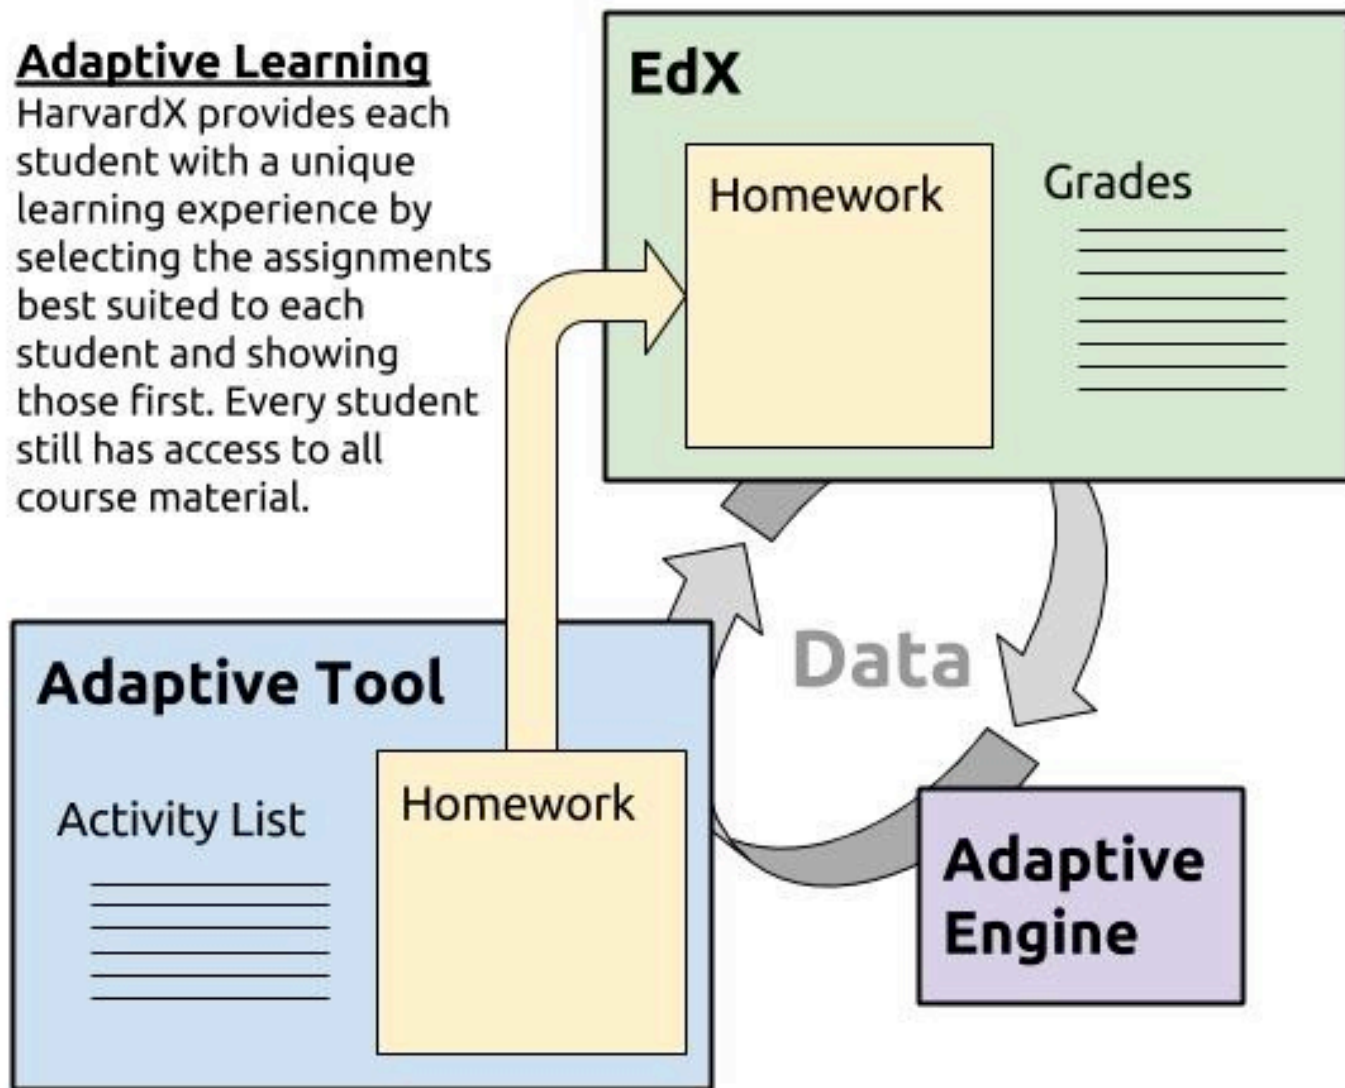 Adaptive Learning
HarvardX provides each
student with a unique
learning experience by
selecting the assignments
best suited to each
student and showing
those first. Every student
still has access to all
course material.
EdX
Homework
Grades
Data
Adaptive Tool
Activity List
Homework
Adaptive
Engine